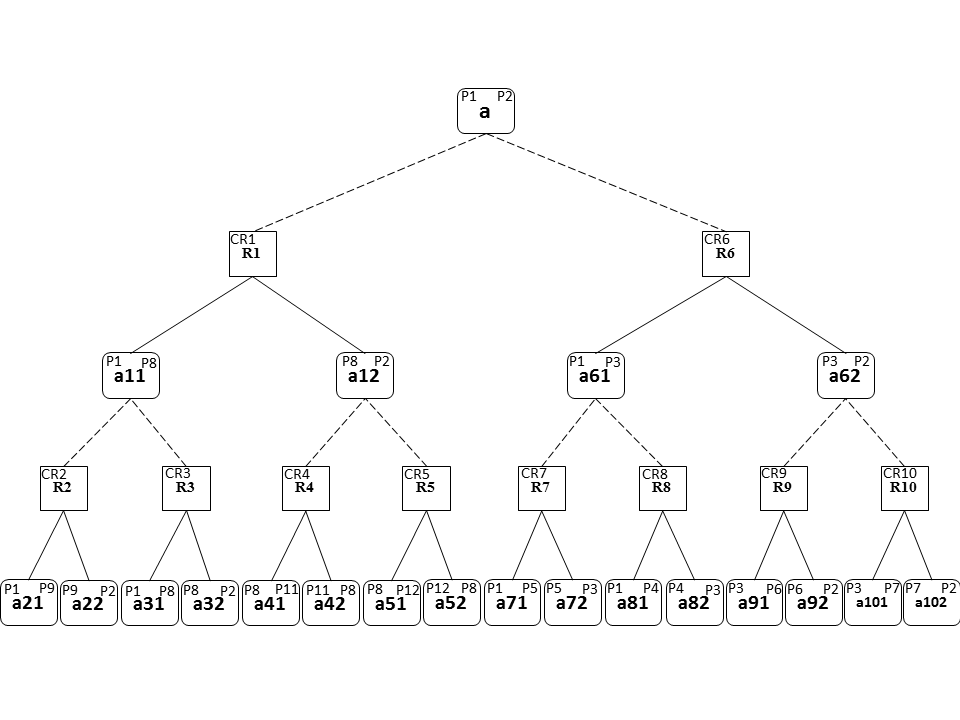 P1 P2
a
CR1 CR6
R1 R6
P1 P8 P8 P2 P1 P3 P3 P2
a11 a12 a61 a62
CR2 CR3 CR4 CR5 CR7 CR8 CR9 CR10
R2 R3 R4 R5 R7 R8 R9 R10
P1 P9 P9 P2 P1 P8 P8 P2 P8 P11 P11 P8 P8 P12 P12 P8 P1 P5 P5 P3 P1 P4 P4 P3 P3 P6 P6 P2 P3 P7 P7 P2
a21 a22 a31 a32 a41 a42 a51 a52 a71 a72 a81 a82 a91 a92 a101 a102